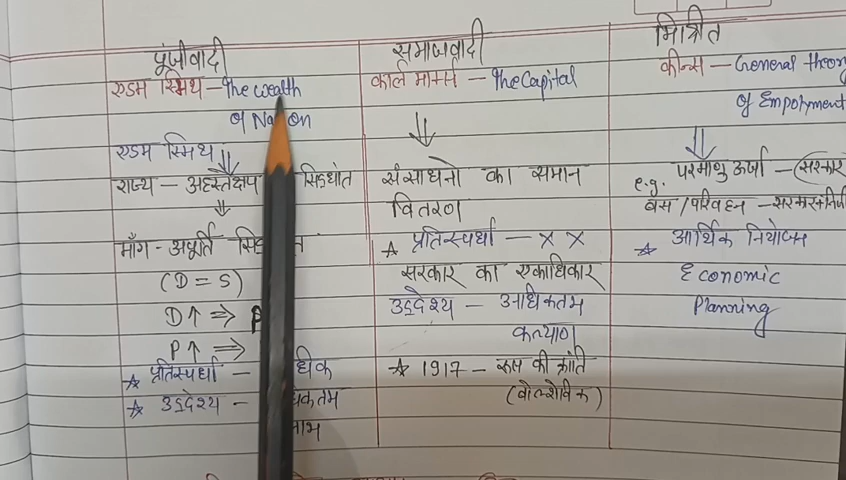 पूंजीवादी
एडम स्मिथ – The Wealth
of Nation
एडम स्मिथ
राज्य – अहस्तक्षेप सिद्धांत
माँग - आपूर्ति
(D = S)
D↑ ⇒ P
P↑ ⇒
★ प्रतिस्पर्धा –
★ उद्देश्य –
समाजवादी
कार्ल मार्क्स – The Capital
संसाधनो का समान
वितरण
★ प्रतिस्पर्धा – X X
सरकार का एकाधिकार
उद्देश्य – अधिकतम
कल्याण
★ 1917 – रूस की क्रांति
(बोल्शेविक)
मिश्रित
कीन्स – General theory
of Empolyment
e.g. परमाणु ऊर्जा – (सरकार
बस/परिवहन – सरकार+निजी
★ आर्थिक नियोजन
Economic
Planning